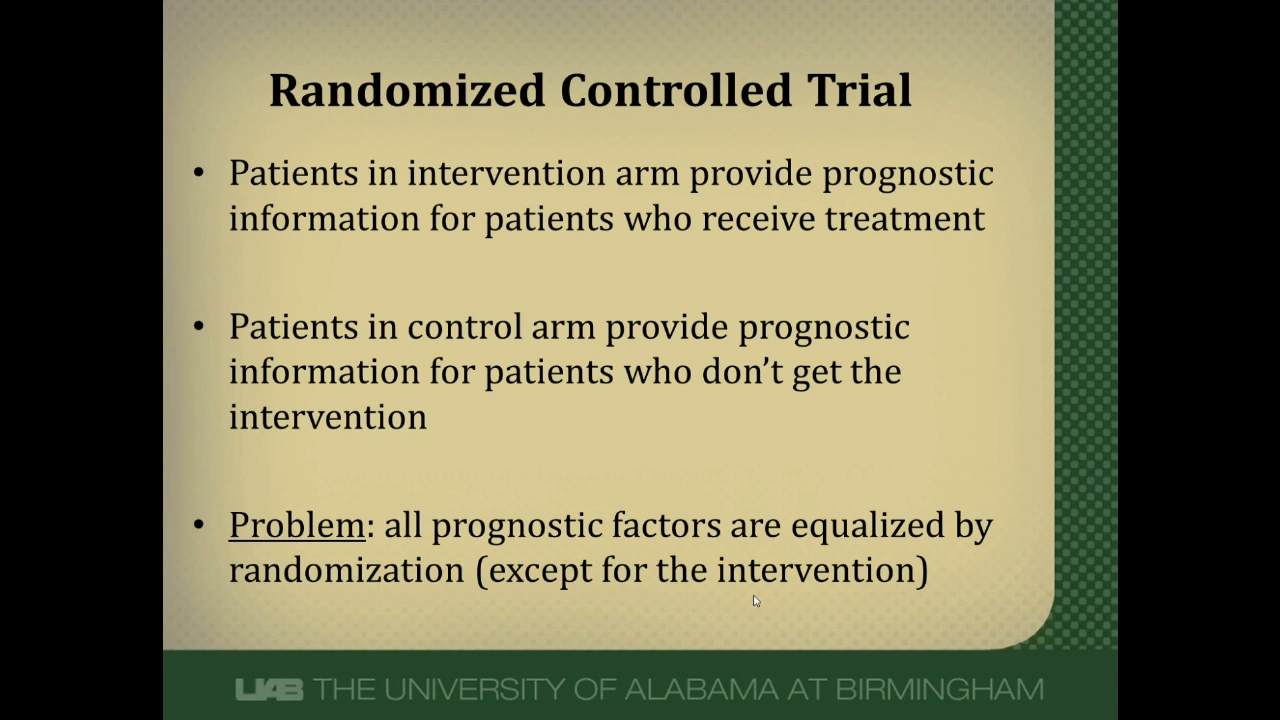 Randomized Controlled Trial
• Patients in intervention arm provide prognostic
information for patients who receive treatment
• Patients in control arm provide prognostic
information for patients who don’t get the
intervention
• Problem: all prognostic factors are equalized by
randomization (except for the intervention)
UAB THE UNIVERSITY OF ALABAMA AT BIRMINGHAM